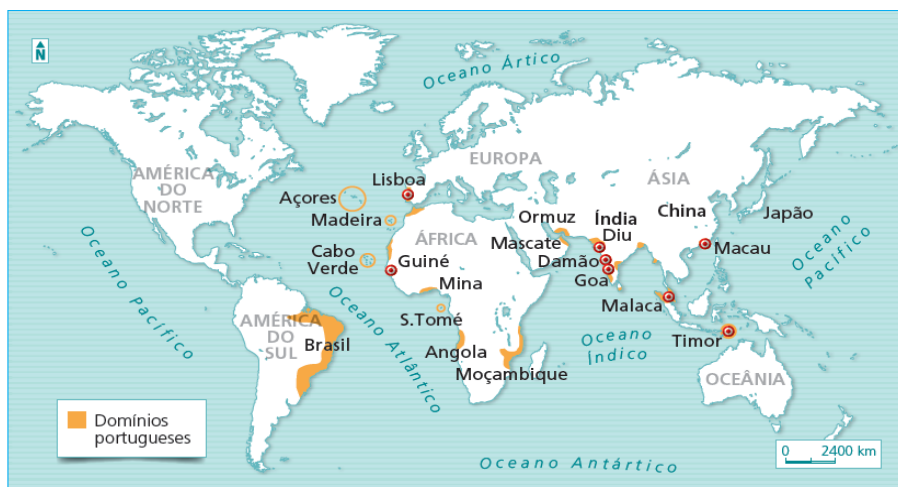 N
Oceano Ártico
AMÉRICA
DO
NORTE
EUROPA
ÁSIA
Lisboa
Açores
Madeira
Ormuz
Índia
China
Japão
Diu
Mascate
ÁFRICA
Macau
Cabo
Verde
Guiné
Damão
Goa
Mina
Malaca
Oceano
Pacífico
Oceano
Pacífico
Oceano
Atlântico
S.Tomé
AMÉRICA
DO
SUL
Brasil
Angola
Moçambique
Oceano
Índico
Timor
OCEÂNIA
Domínios
portugueses
0 2400 km
Oceano Antártico